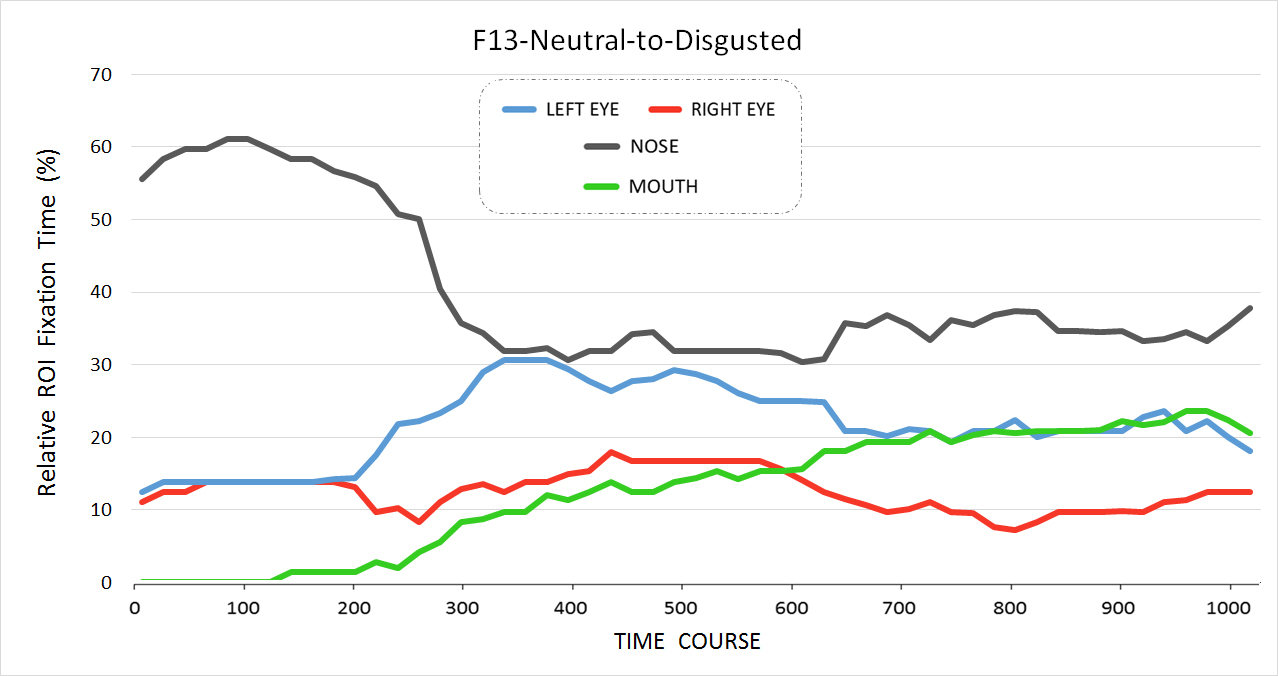 F13-Neutral-to-Disgusted
70
60
50
40
30
20
10
0
Relative ROI Fixation Time (%)
LEFT EYE RIGHT EYE
NOSE
MOUTH
0 100 200 300 400 500 600 700 800 900 1000
TIME COURSE